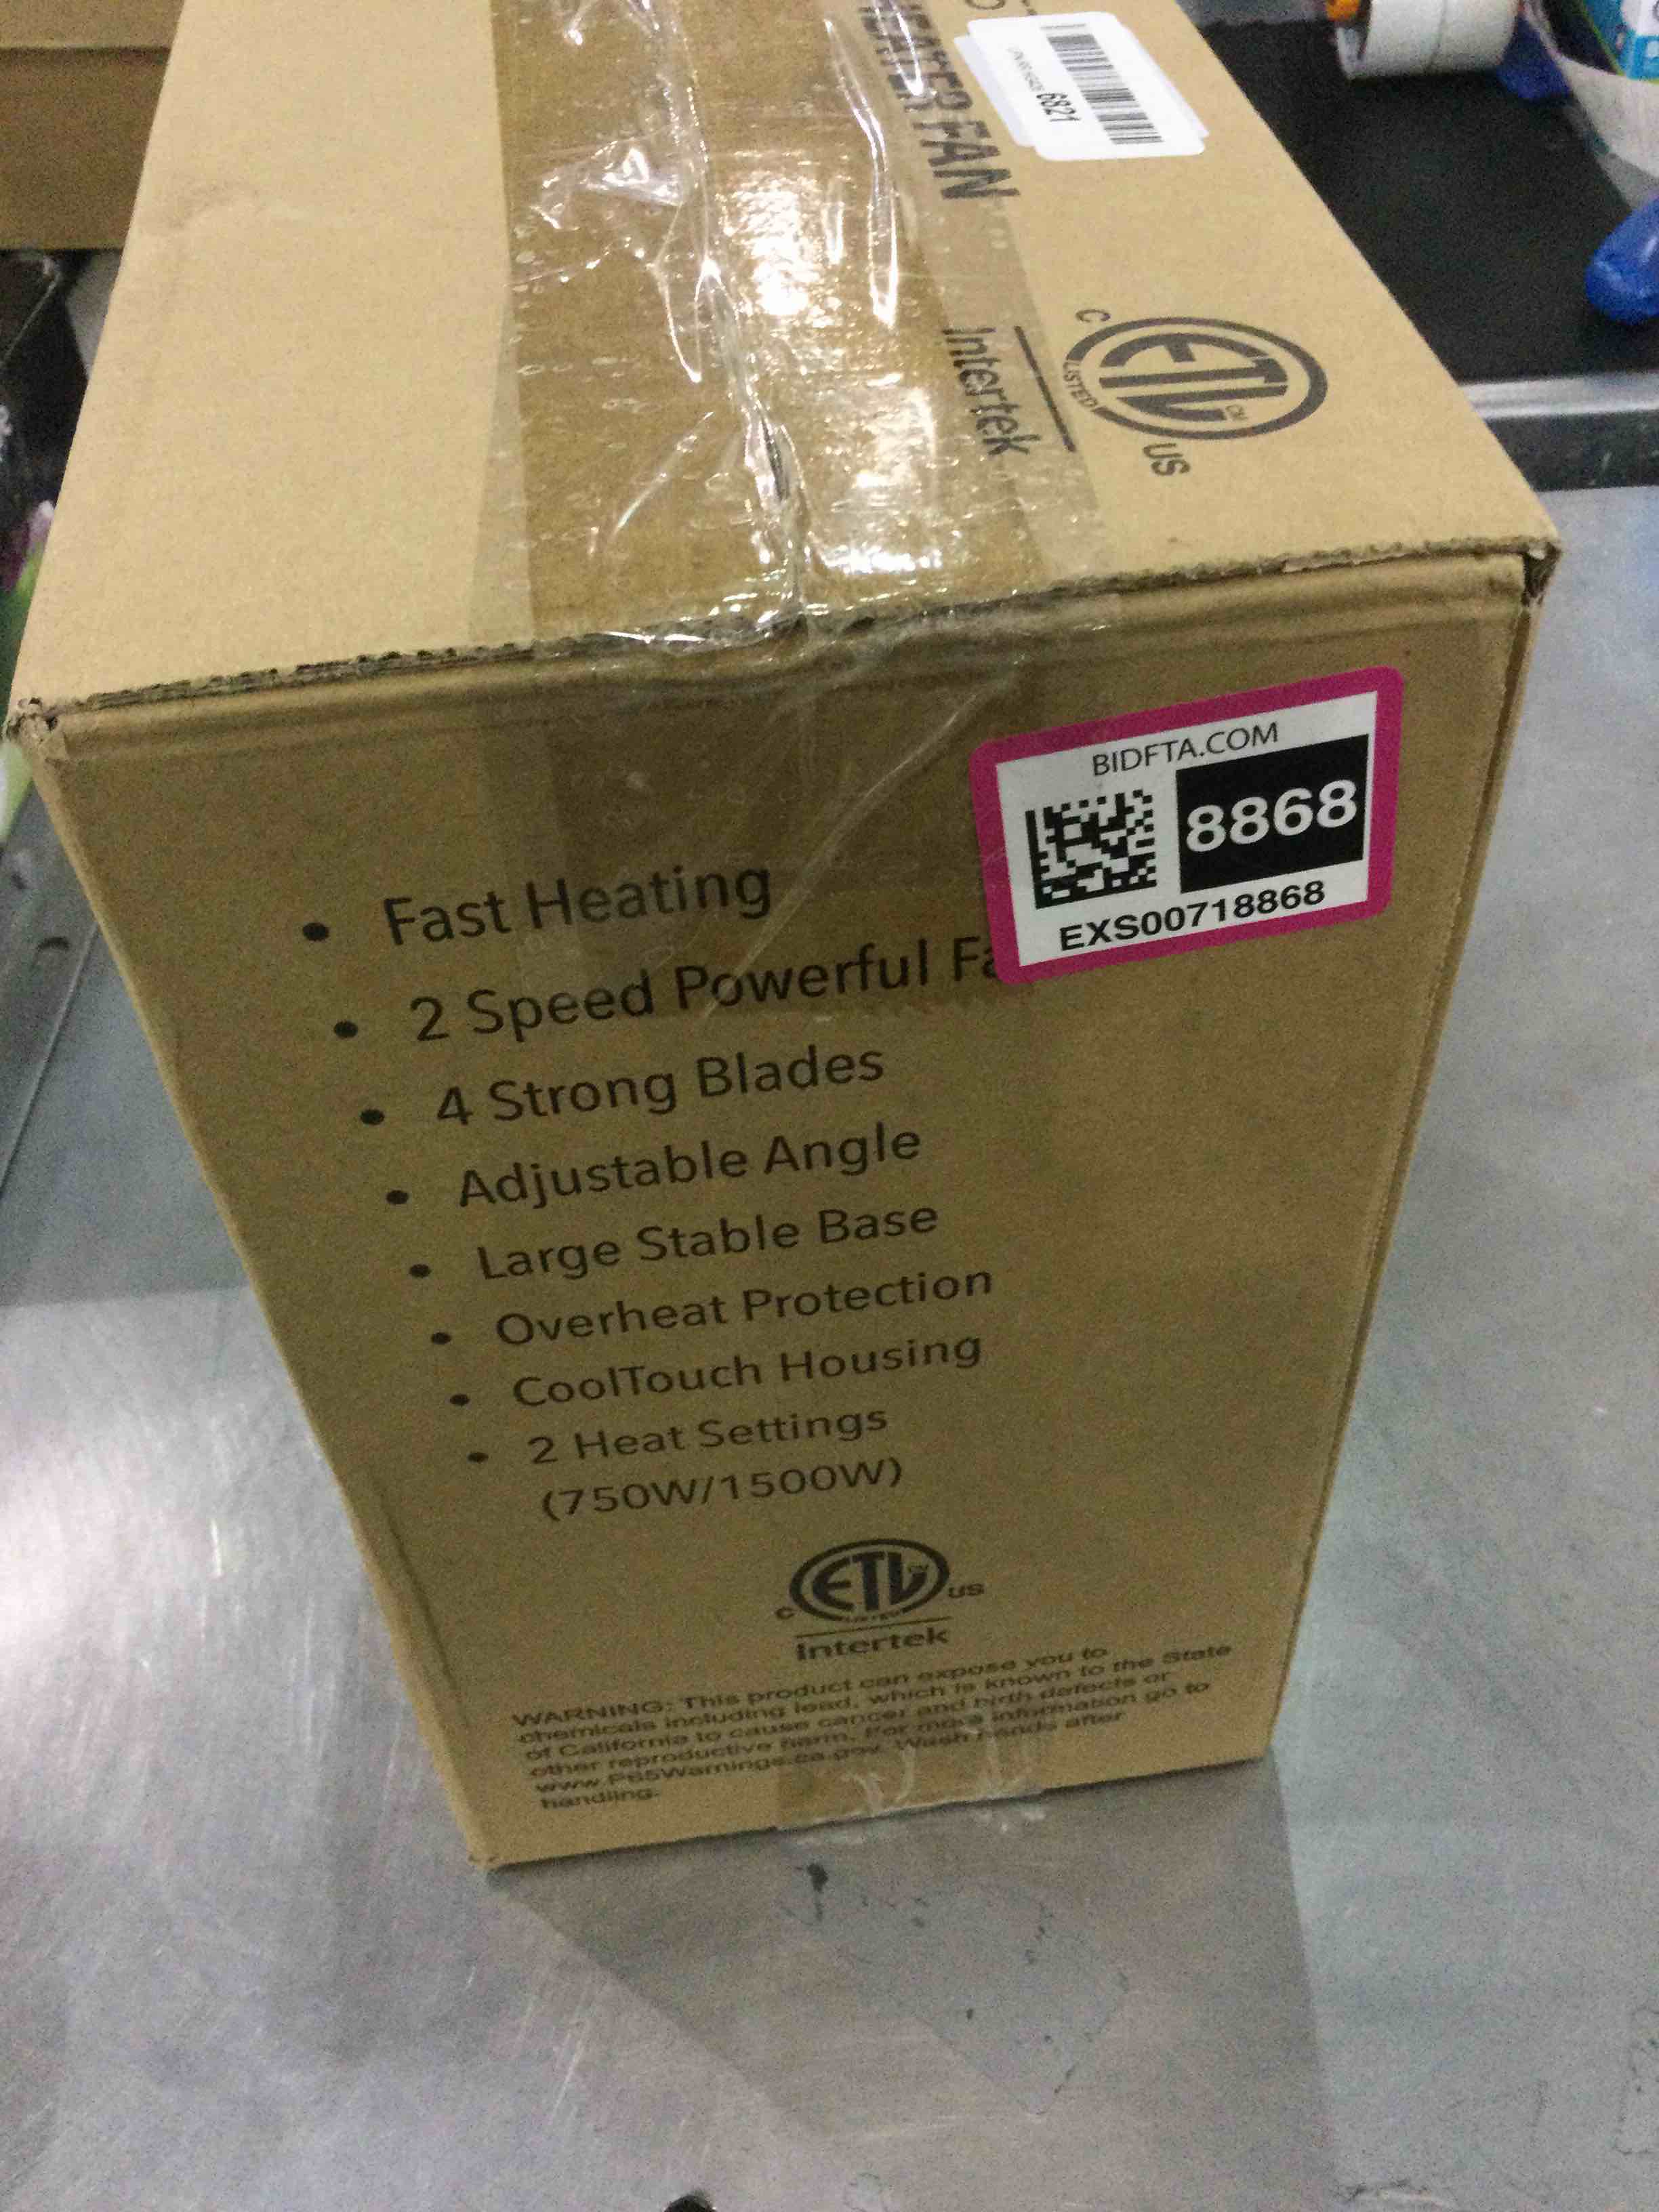 HEATER FAN
6821
C
ETL
CM
LISTED
US
Intertek
BIDFTA.COM
8868
EXS00718868
• Fast Heating
• 2 Speed Powerful Fa
• 4 Strong Blades
• Adjustable Angle
• Large Stable Base
• Overheat Protection
• CoolTouch Housing
• 2 Heat Settings
(750W/1500W)
ETL
C
US
LISTED
Intertek
WARNING: This product can expose you to
chemicals including lead, which is known to the State
of California to cause cancer and birth defects or
other reproductive harm. For more information go to
www.P65Warnings.ca.gov. Wash hands after
handling.